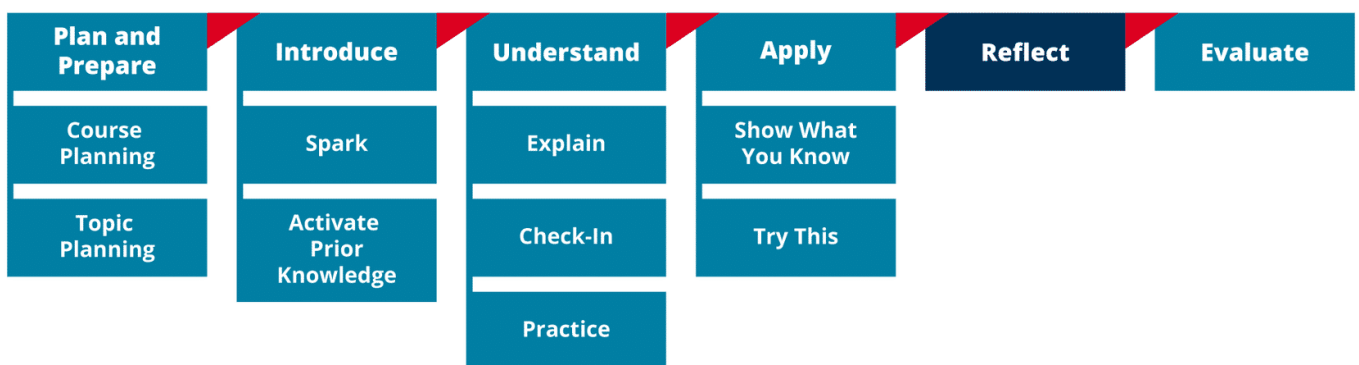 Plan and
Prepare
Course
Planning
Topic
Planning
Introduce
Spark
Activate
Prior
Knowledge
Understand
Explain
Check-In
Practice
Apply
Show What
You Know
Try This
Reflect
Evaluate